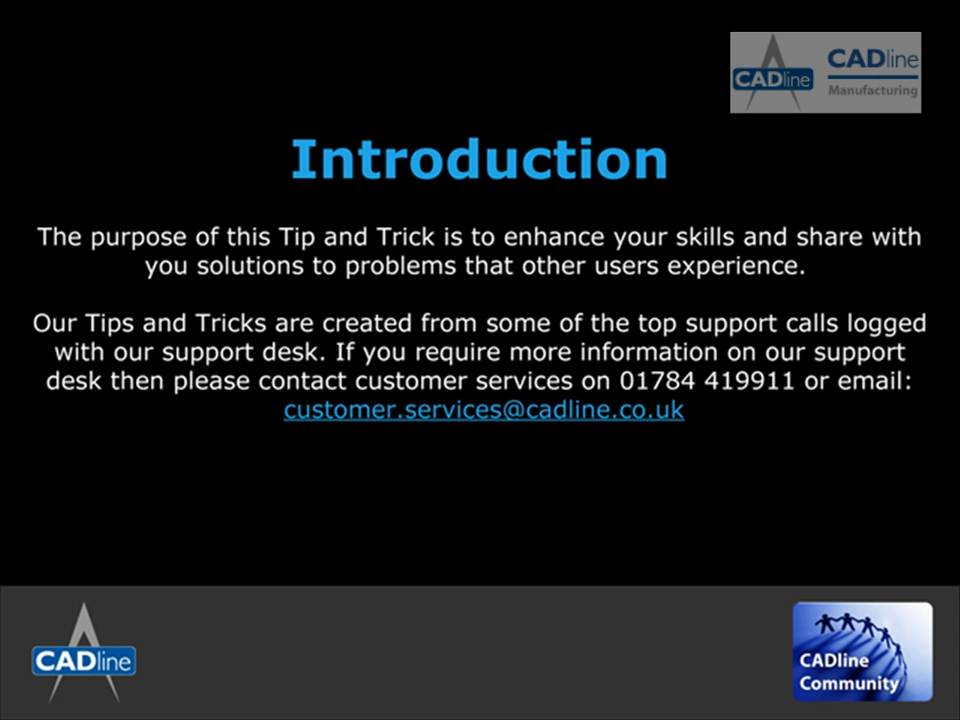 CADline
CADline
Manufacturing
Introduction
The purpose of this Tip and Trick is to enhance your skills and share with
you solutions to problems that other users experience.
Our Tips and Tricks are created from some of the top support calls logged
with our support desk. If you require more information on our support
desk then please contact customer services on 01784 419911 or email:
customer.services@cadline.co.uk
CADline
CADline
Community